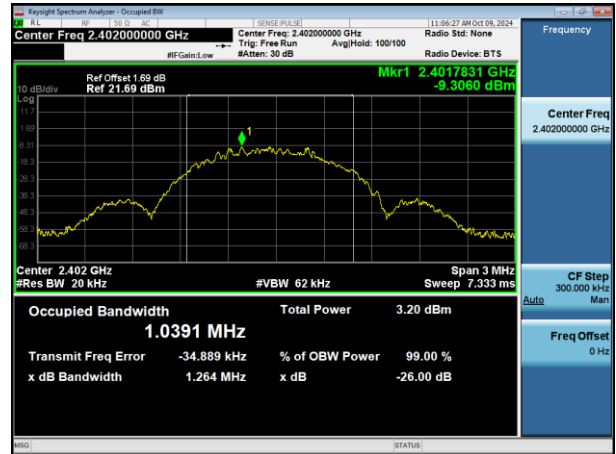 Keysight Spectrum Analyzer - Occupied BW
RL RF 50 Ω AC SENSE:PULSE 11:06:27 AM Oct 09, 2024
Center Freq 2.402000000 GHz
Center Freq: 2.402000000 GHz
Radio Std: None
Trig: Free Run Avg|Hold: 100/100
#IFGain:Low
#Atten: 30 dB
Radio Device: BTS
Ref Offset 1.69 dB
10 dB/div Ref 21.69 dBm
Mkr1 2.4017831 GHz
-9.3060 dBm
Log
11.7
1.69
-8.31
-18.3
-28.3
-38.3
-48.3
-58.3
-68.3
1
Center 2.402 GHz
Span 3 MHz
#Res BW 20 kHz
#VBW 62 kHz
Sweep 7.333 ms
Occupied Bandwidth
1.0391 MHz
Total Power 3.20 dBm
Transmit Freq Error -34.889 kHz
% of OBW Power 99.00 %
x dB Bandwidth 1.264 MHz
x dB -26.00 dB
Frequency
Center Freq
2.402000000 GHz
CF Step
300.000 kHz
Auto Man
Freq Offset
0 Hz
MSG
STATUS